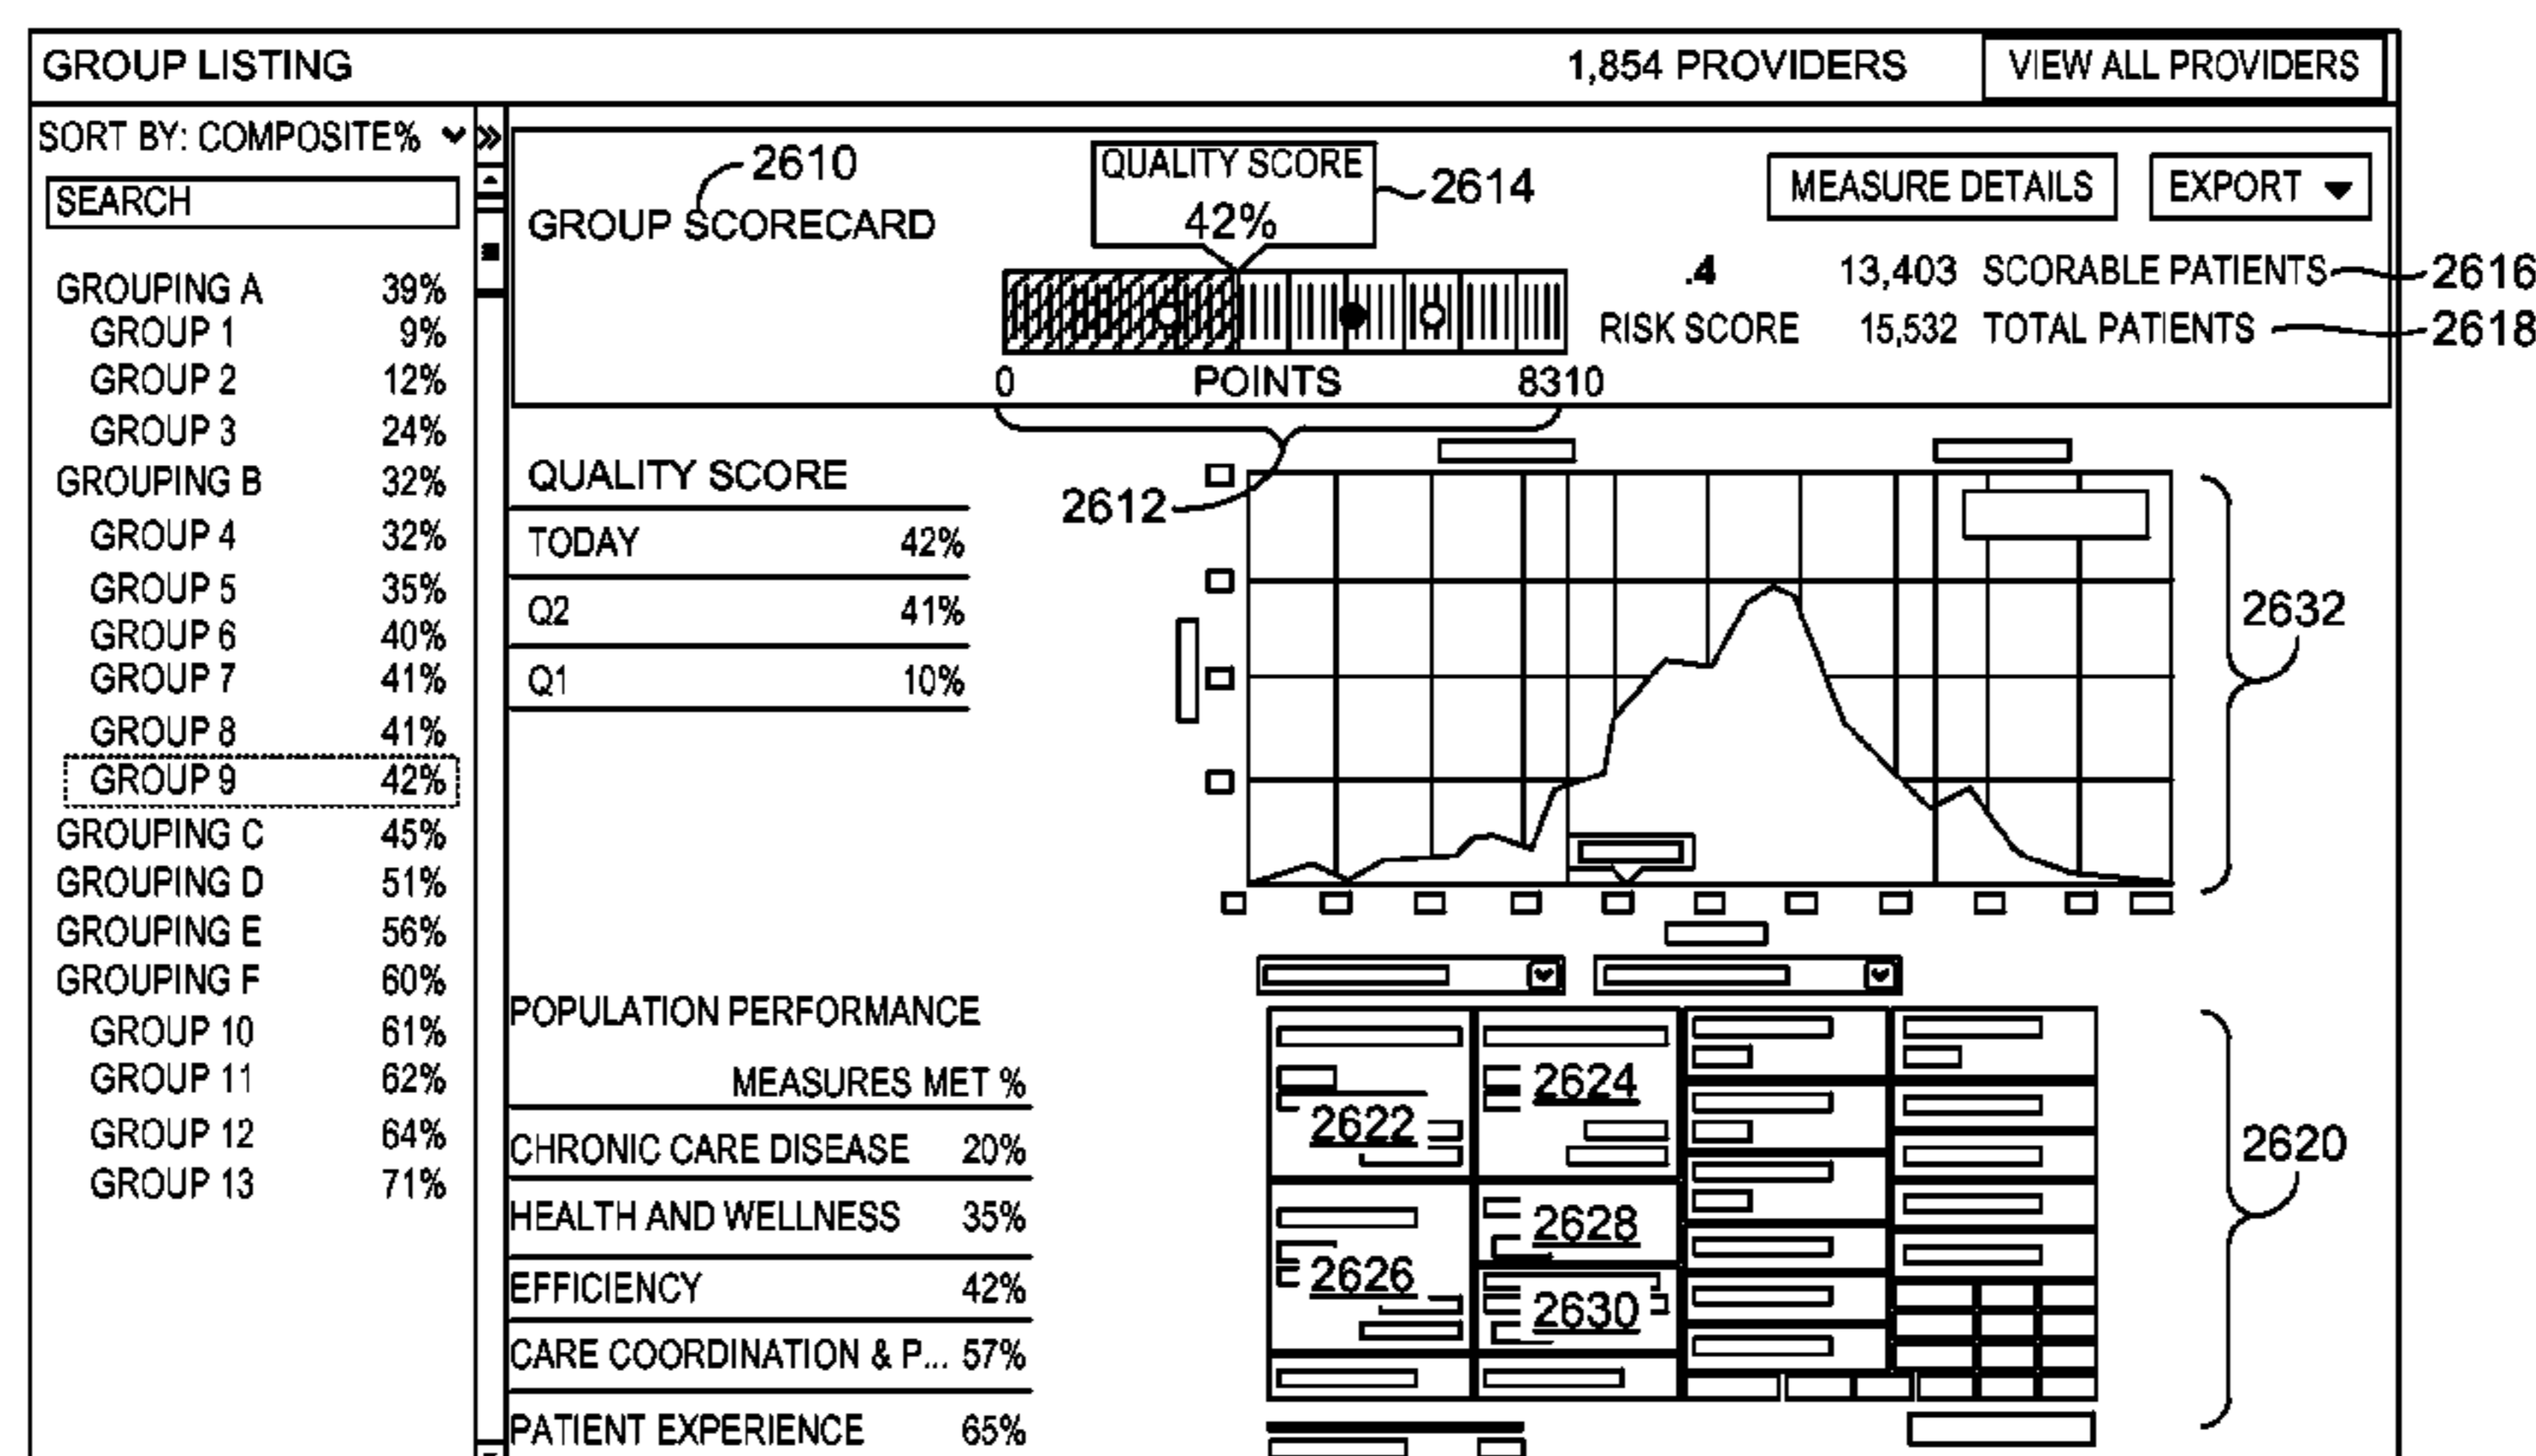 GROUP LISTING 1,854 PROVIDERS VIEW ALL PROVIDERS
SORT BY: COMPOSITE%
SEARCH
GROUPING A 39%
GROUP 1 9%
GROUP 2 12%
GROUP 3 24%
GROUPING B 32%
GROUP 4 32%
GROUP 5 35%
GROUP 6 40%
GROUP 7 41%
GROUP 8 41%
GROUP 9 42%
GROUPING C 45%
GROUPING D 51%
GROUPING E 56%
GROUPING F 60%
GROUP 10 61%
GROUP 11 62%
GROUP 12 64%
GROUP 13 71%
2610
GROUP SCORECARD
QUALITY SCORE
42%
2614
MEASURE DETAILS EXPORT
.4
RISK SCORE
13,403 SCORABLE PATIENTS 2616
15,532 TOTAL PATIENTS 2618
0 POINTS 8310
2612
QUALITY SCORE
TODAY 42%
Q2 41%
Q1 10%
2632
POPULATION PERFORMANCE
MEASURES MET %
CHRONIC CARE DISEASE 20%
HEALTH AND WELLNESS 35%
EFFICIENCY 42%
CARE COORDINATION & P... 57%
PATIENT EXPERIENCE 65%
2622
2624
2626
2628
2630
2620